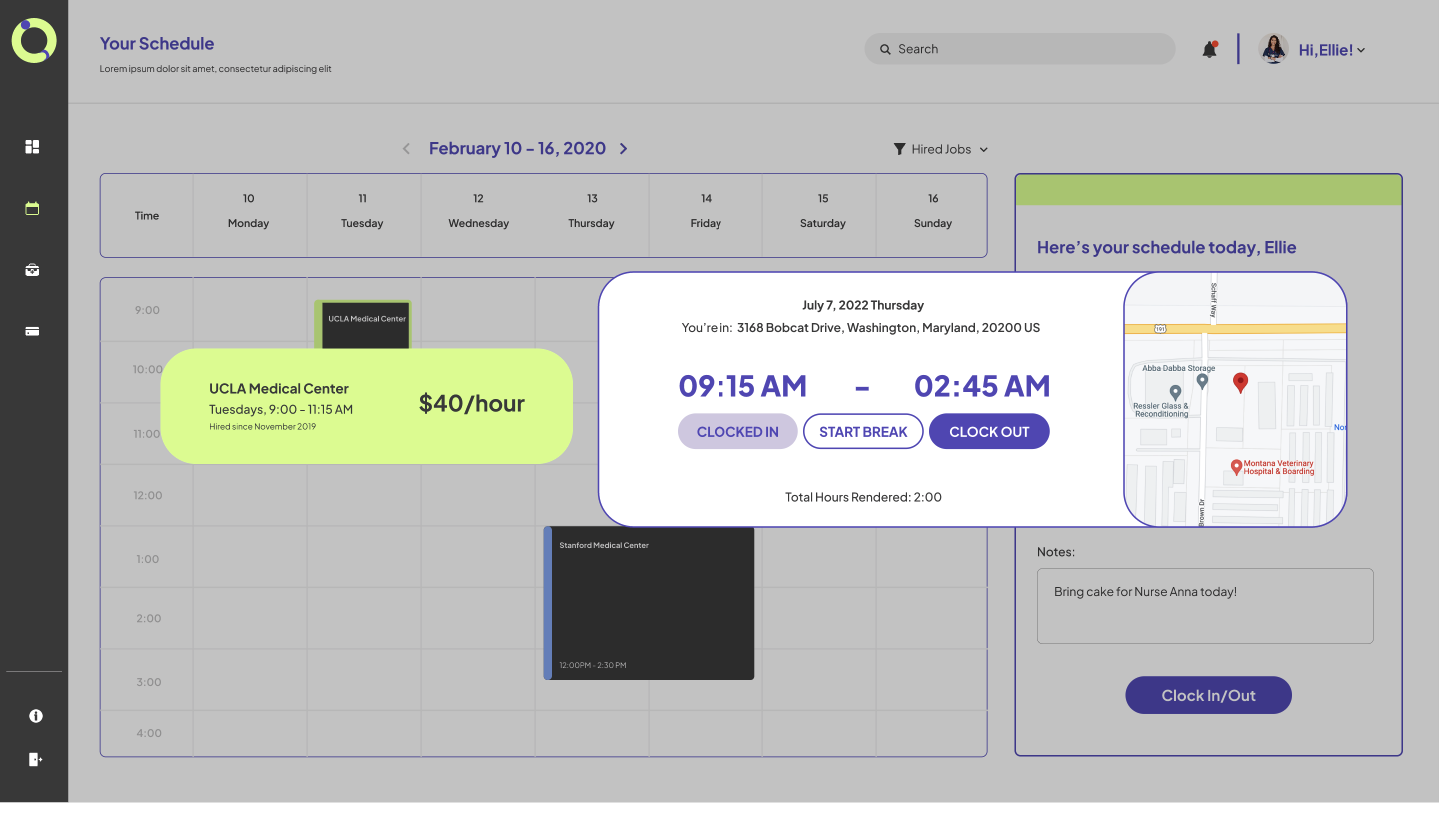 Your Schedule
Lorem ipsum dolor sit amet, consectetur adipiscing elit
Search
Hi,Ellie!
February 10 - 16, 2020
Hired Jobs
Time
10
Monday
11
Tuesday
12
Wednesday
13
Thursday
14
Friday
15
Saturday
16
Sunday
9:00
10:00
11:00
12:00
1:00
2:00
3:00
4:00
UCLA Medical Center
UCLA Medical Center
Tuesdays, 9:00 - 11:15 AM
Hired since November 2019
$40/hour
Stanford Medical Center
12:00PM - 2:30 PM
Here's your schedule today, Ellie
July 7, 2022 Thursday
You're in: 3168 Bobcat Drive, Washington, Maryland, 20200 US
09:15 AM - 02:45 AM
CLOCKED IN
START BREAK
CLOCK OUT
Total Hours Rendered: 2:00
Schaff Way
191
Abba Dabba Storage
Ressler Glass &
Reconditioning
Nor
Montana Veterinary
Hospital & Boarding
Brown Dr
Notes:
Bring cake for Nurse Anna today!
Clock In/Out